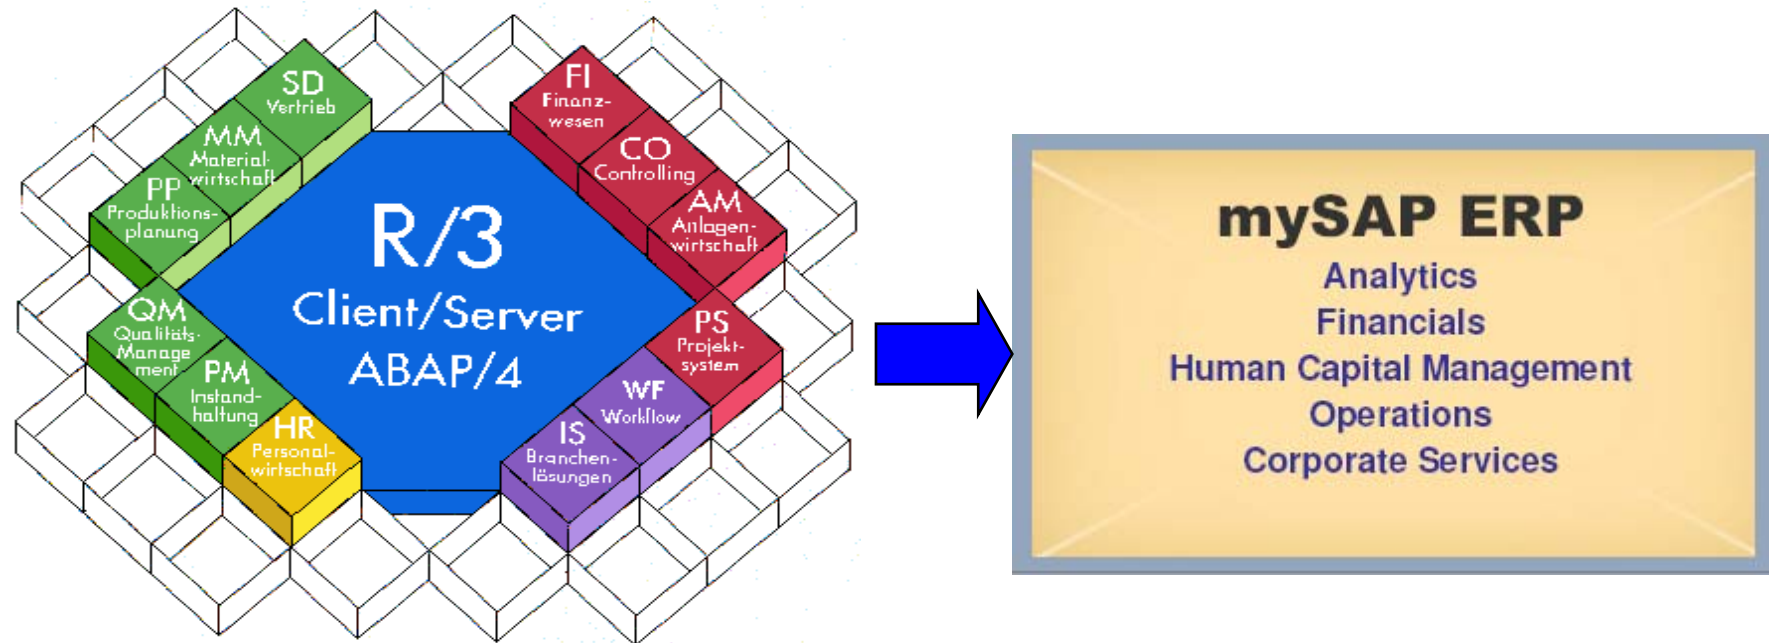 SD
Vertrieb
MM
Material-
wirtschaft
PP
Produktions-
planung
QM
Qualitäts-
Manage
ment
PM
Instand-
haltung
HR
Personal-
wirtschaft
R/3
Client/Server
ABAP/4
FI
Finanz-
wesen
CO
Controlling
AM
Anlagen-
wirtschaft
PS
Projekt-
system
WF
Workflow
IS
Branchen-
lösungen
mySAP ERP
Analytics
Financials
Human Capital Management
Operations
Corporate Services